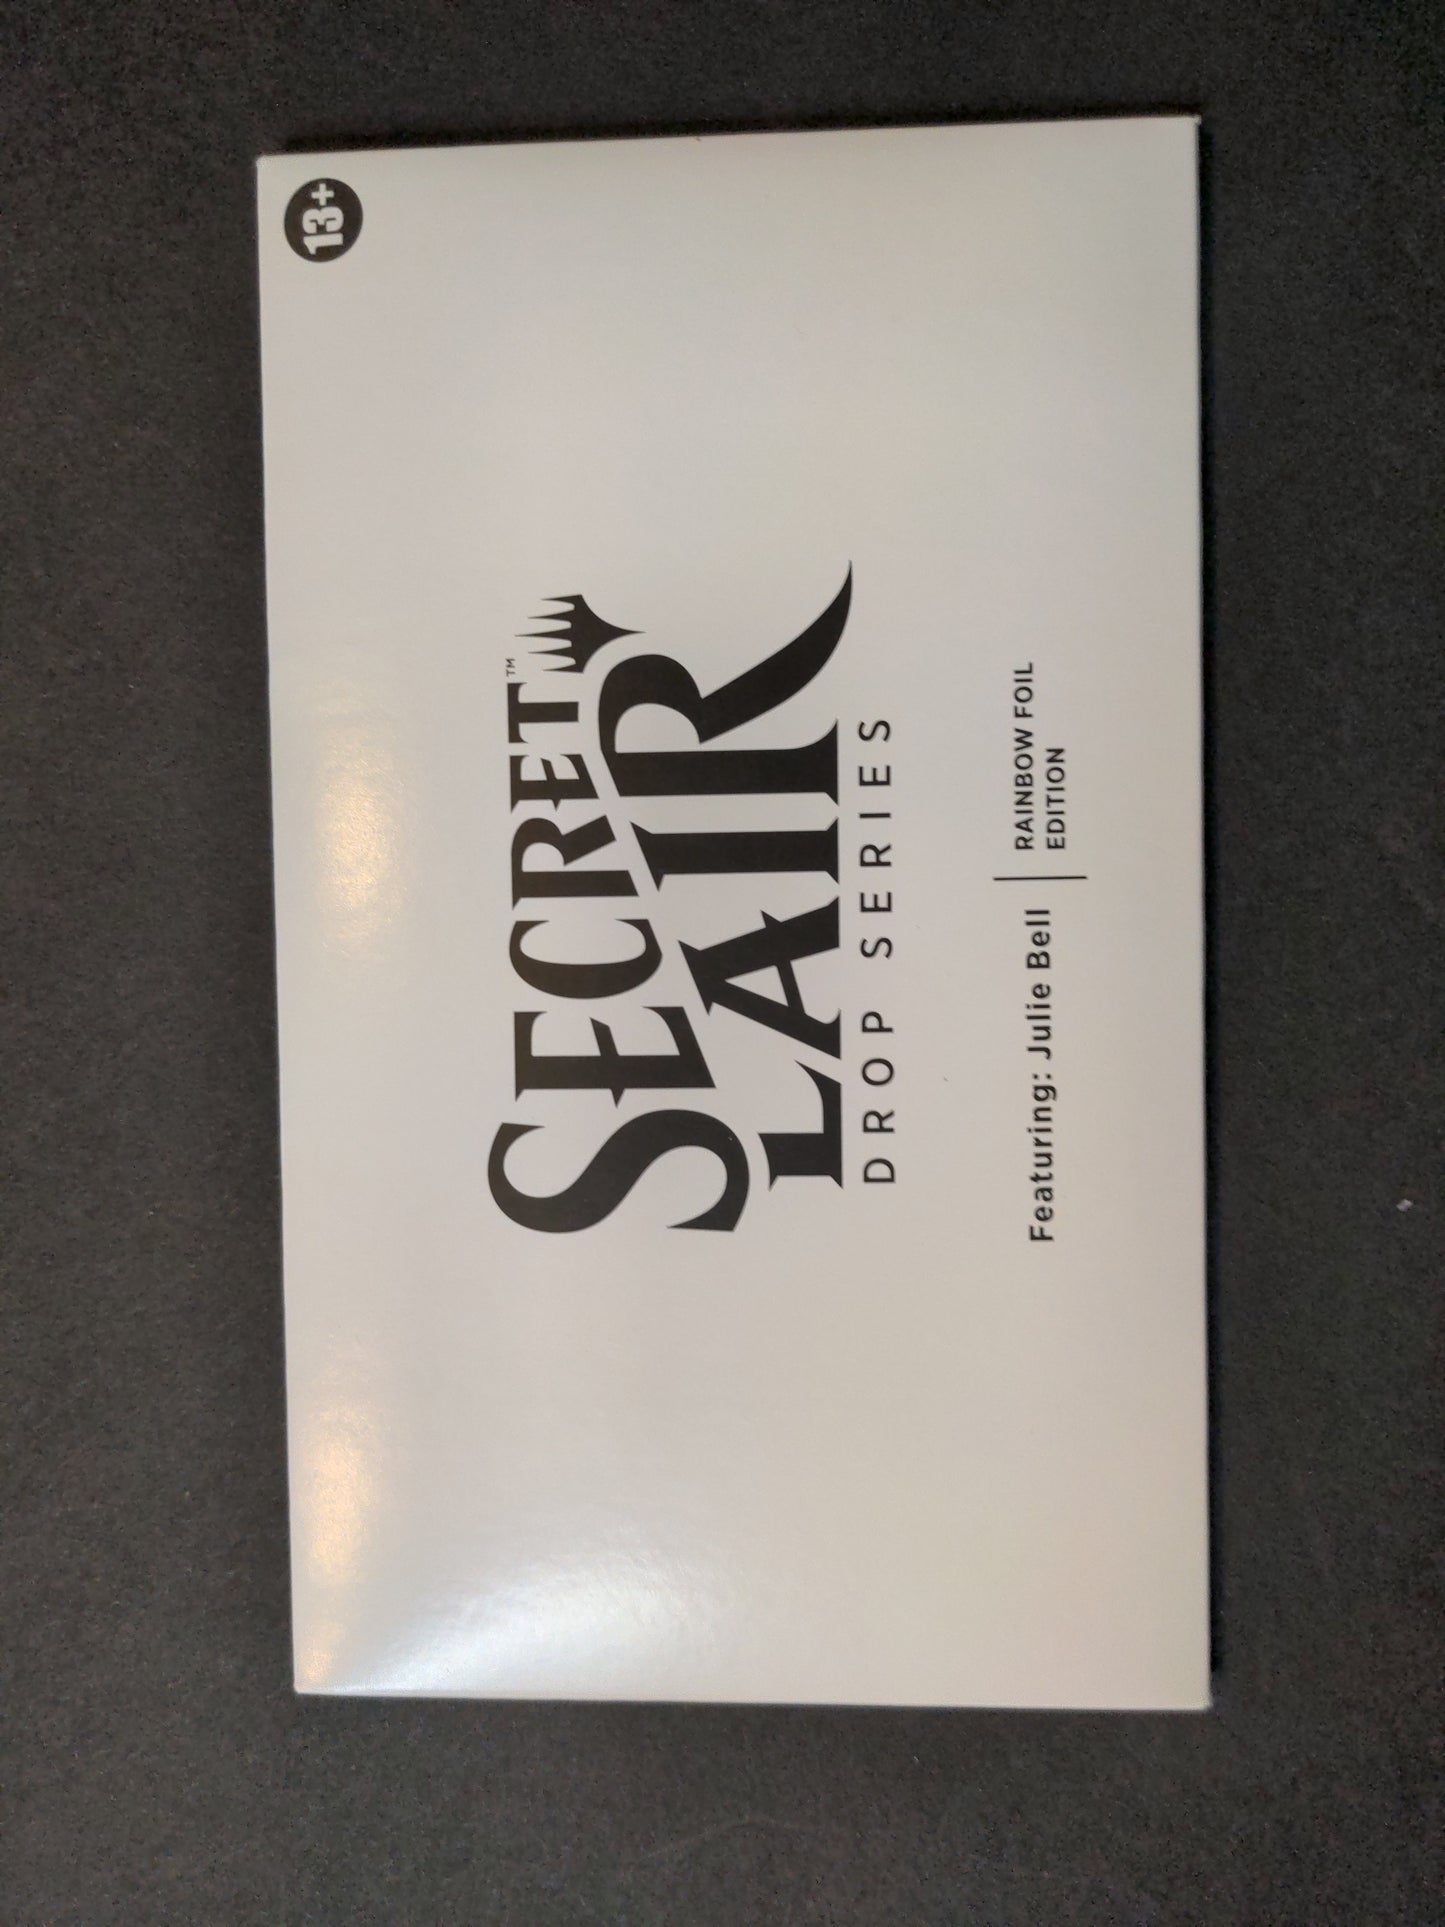 13+
SECRET™
LAIR
DROP SERIES
Featuring: Julie Bell
RAINBOW FOIL
EDITION